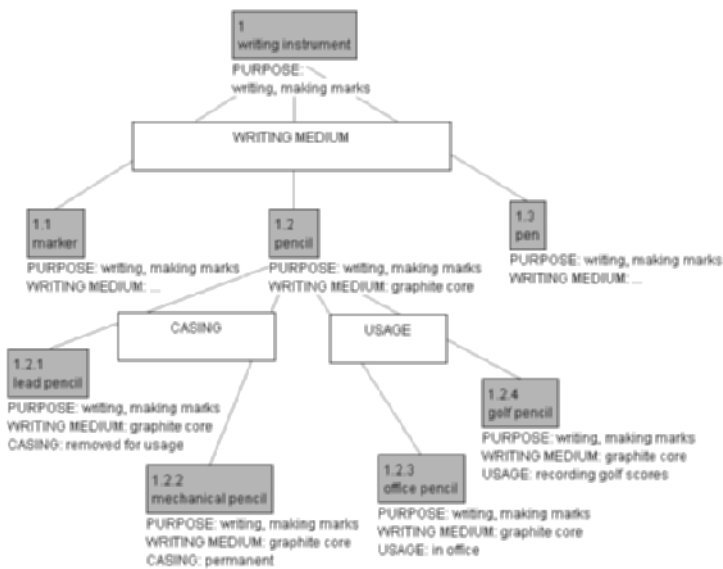 1
writing instrument
PURPOSE:
writing, making marks
WRITING MEDIUM
1.1
marker
PURPOSE: writing, making marks
WRITING MEDIUM: ...
1.2
pencil
PURPOSE: writing, making marks
WRITING MEDIUM: graphite core
1.3
pen
PURPOSE: writing, making marks
WRITING MEDIUM: ...
CASING
USAGE
1.2.1
lead pencil
PURPOSE: writing, making marks
WRITING MEDIUM: graphite core
CASING: removed for usage
1.2.2
mechanical pencil
PURPOSE: writing, making marks
WRITING MEDIUM: graphite core
CASING: permanent
1.2.3
office pencil
PURPOSE: writing, making marks
WRITING MEDIUM: graphite core
USAGE: in office
1.2.4
golf pencil
PURPOSE: writing, making marks
WRITING MEDIUM: graphite core
USAGE: recording golf scores